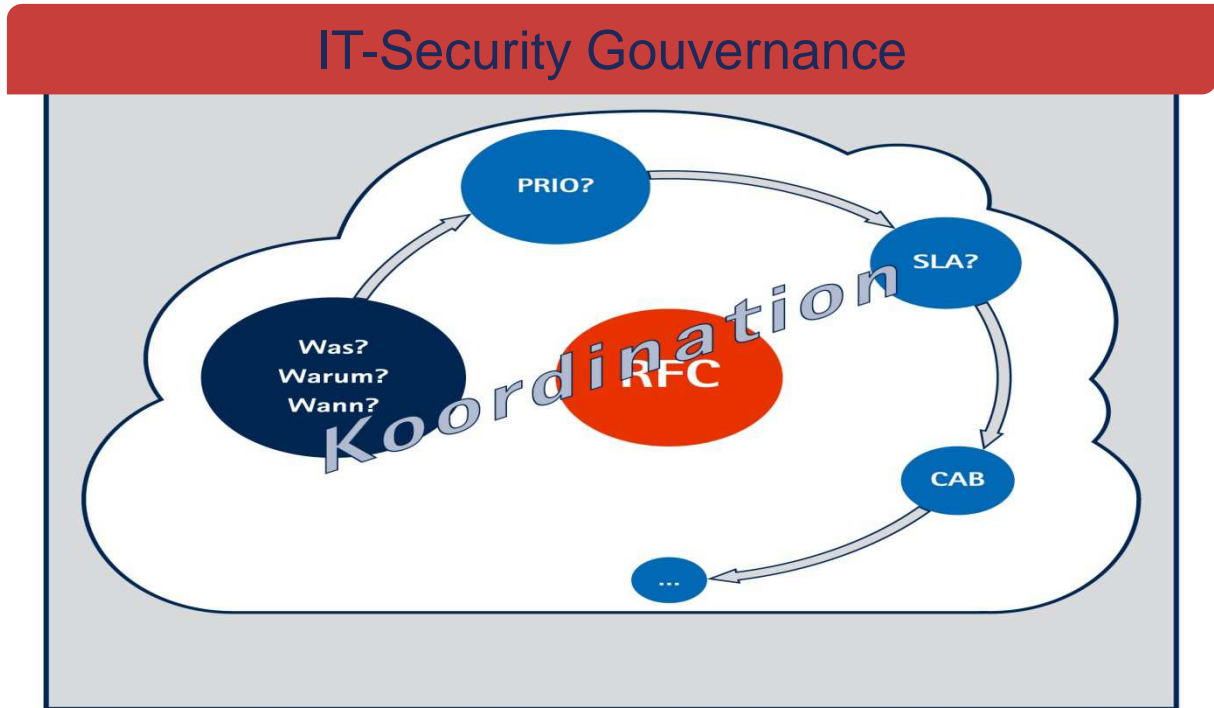 IT-Security Gouvernance
PRIO?
SLA?
Was?
Warum?
Wann?
Koordination
RFC
CAB
...